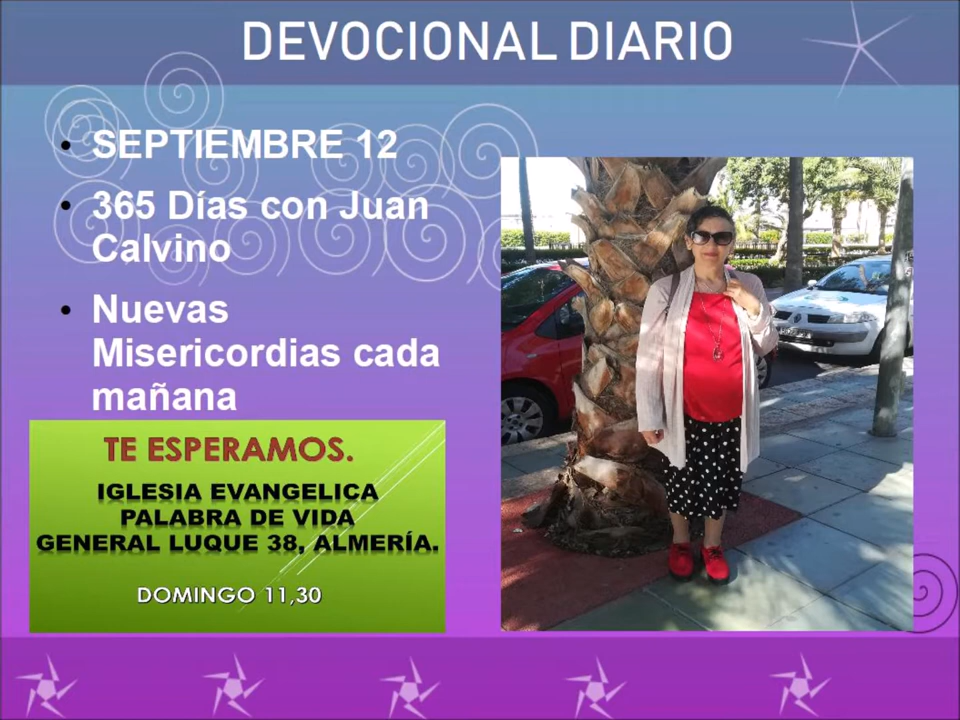 DEVOCIONAL DIARIO
SEPTIEMBRE 12
365 Días con Juan
Calvino
Nuevas
Misericordias cada
mañana
TE ESPERAMOS.
IGLESIA EVANGELICA
PALABRA DE VIDA
GENERAL LUQUE 38, ALMERÍA.
DOMINGO 11,30